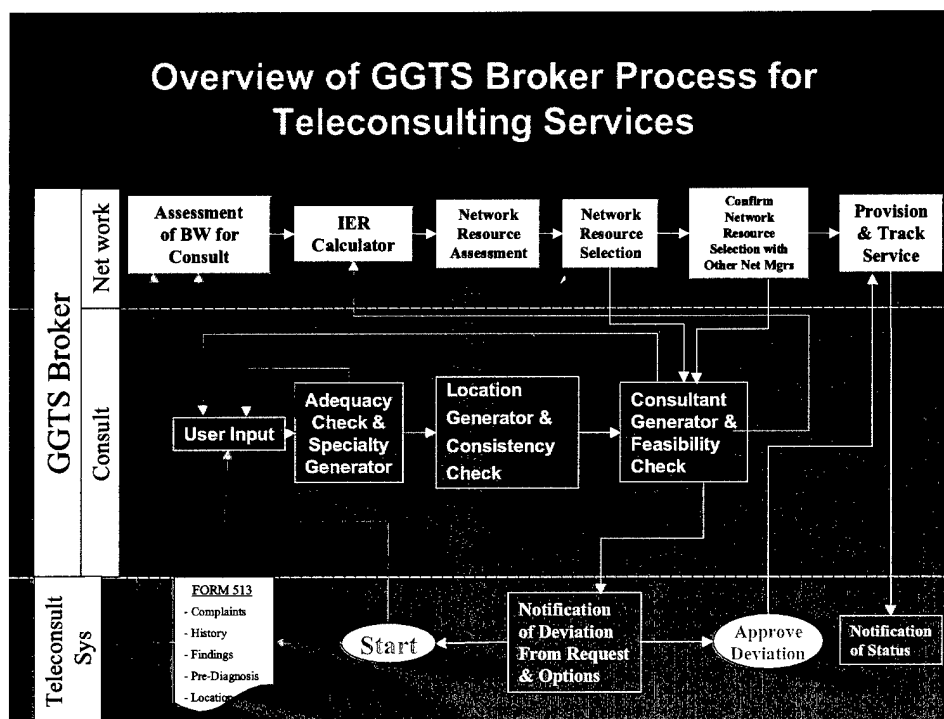 Overview of GGTS Broker Process for
Teleconsulting Services
GGTS Broker
Net work
Assessment
of BW for
Consult
IER
Calculator
Network
Resource
Assessment
Network
Resource
Selection
Confirm
Network
Resource
Selection with
Other Net Mgrs
Provision
& Track
Service
Consult
User Input
Adequacy
Check &
Specialty
Generator
Location
Generator &
Consistency
Check
Consultant
Generator &
Feasibility
Check
Teleconsult
Sys
FORM 513
- Complaints
- History
- Findings
- Pre-Diagnosis
- Location
Start
Notification
of Deviation
From Request
& Options
Approve
Deviation
Notification
of Status